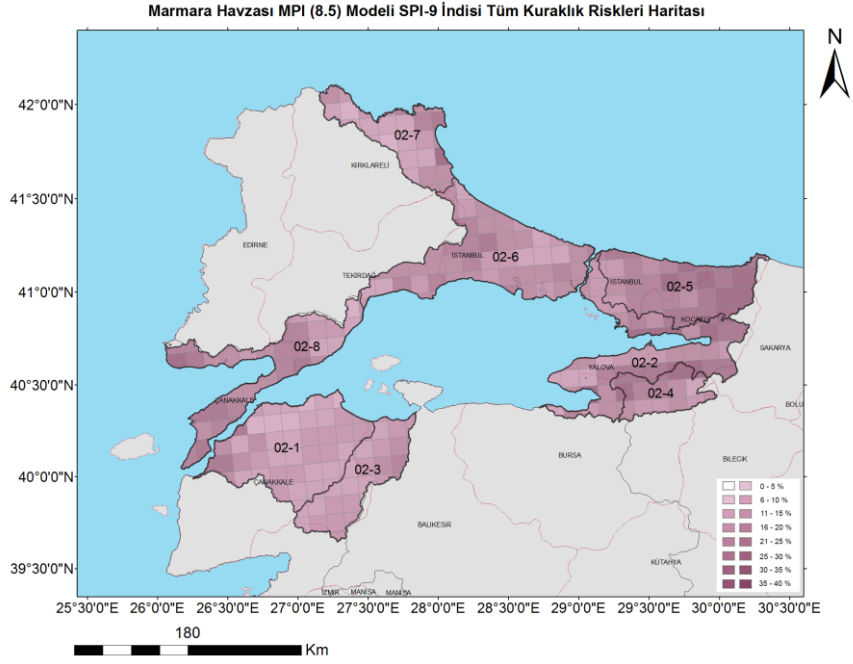 Marmara Havzası MPI (8.5) Modeli SPI-9 İndisi Tüm Kuraklık Riskleri Haritası
N
42°0'0"N
02-7
KIRKLARELİ
41°30'0"N
EDİRNE
İSTANBUL
02-6
TEKİRDAĞ
İSTANBUL
02-5
41°0'0"N
KOCAELİ
02-8
SAKARYA
02-2
YALOVA
40°30'0"N
02-4
ÇANAKKALE
BOLU
02-1
BURSA
02-3
BİLECİK
40°0'0"N
ÇANAKKALE
0 - 5 %
6 - 10 %
11 - 15 %
16 - 20 %
21 - 25 %
25 - 30 %
30 - 35 %
35 - 40 %
BALIKESİR
KÜTAHYA
39°30'0"N
İZMİR MANİSA MANİSA
25°30'0"E 26°0'0"E 26°30'0"E 27°0'0"E 27°30'0"E 28°0'0"E 28°30'0"E 29°0'0"E 29°30'0"E 30°0'0"E 30°30'0"E
180
Km